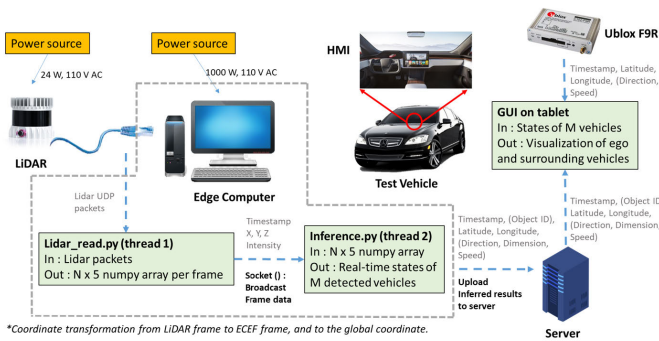 Power source
24 W, 110 V AC
LiDAR
Power source
1000 W, 110 V AC
Edge Computer
HMI
Test Vehicle
Ublox
Ublox F9R
Timestamp, Latitude,
Longitude, (Direction,
Speed)
GUI on tablet
In : States of M vehicles
Out : Visualization of ego
and surrounding vehicles
Lidar UDP
packets
Lidar_read.py (thread 1)
In : Lidar packets
Out : N x 5 numpy array per frame
Timestamp
X, Y, Z
Intensity
Socket () :
Broadcast
Frame data
Inference.py (thread 2)
In : N x 5 numpy array
Out : Real-time states of
M detected vehicles
Timestamp, (Object ID),
Latitude, Longitude,
(Direction, Dimension,
Speed)
Upload
Inferred results
to server
Timestamp, (Object ID
Latitude, Longitude,
(Direction, Dimension
Speed)
Server
*Coordinate transformation from LiDAR frame to ECEF frame, and to the global coordinate.